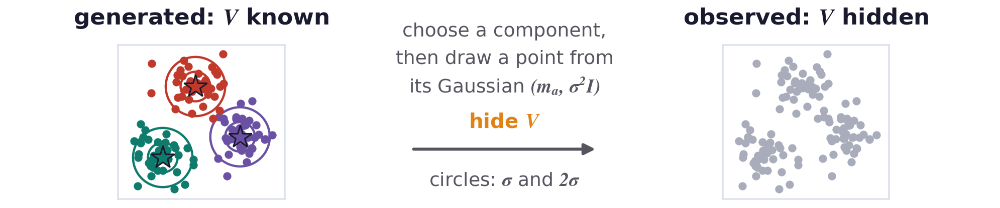 generated: V known
choose a component,
then draw a point from
its Gaussian (mₐ, σ²I)
hide V
circles: σ and 2σ
observed: V hidden